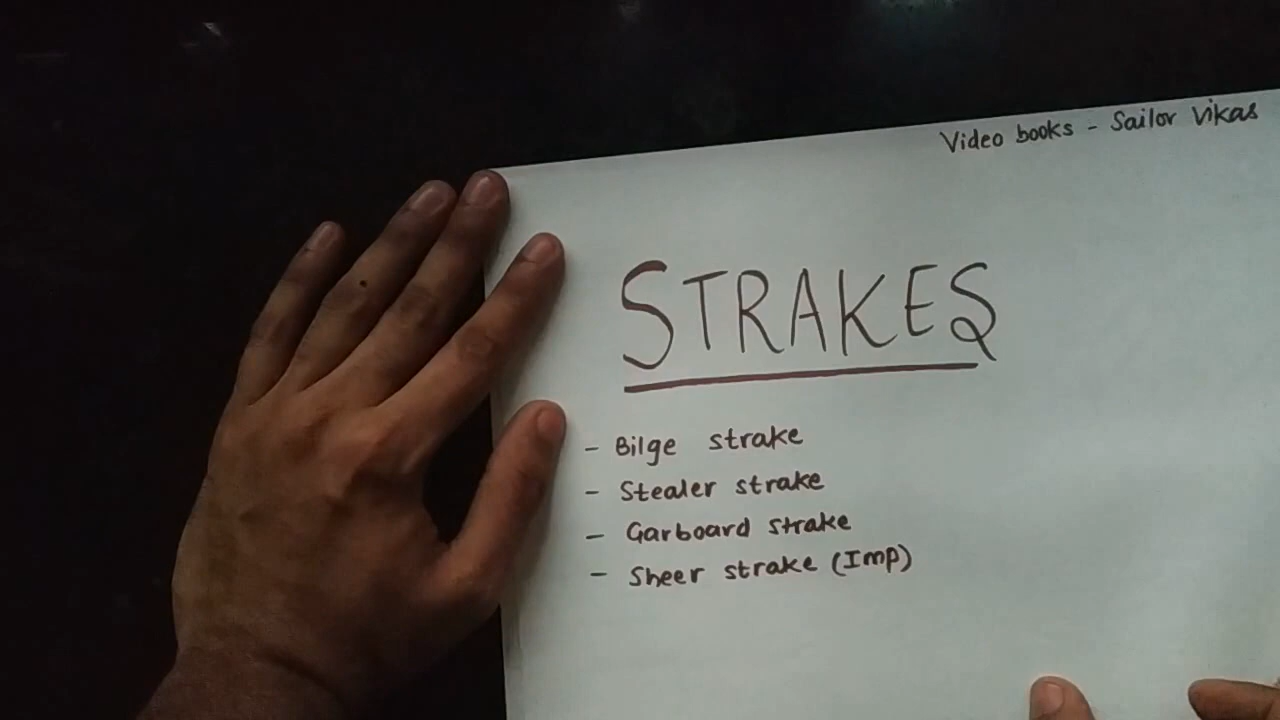 Video books - Sailor Vikas
STRAKES
- Bilge strake
- Stealer strake
- Garboard strake
- Sheer strake (Imp)